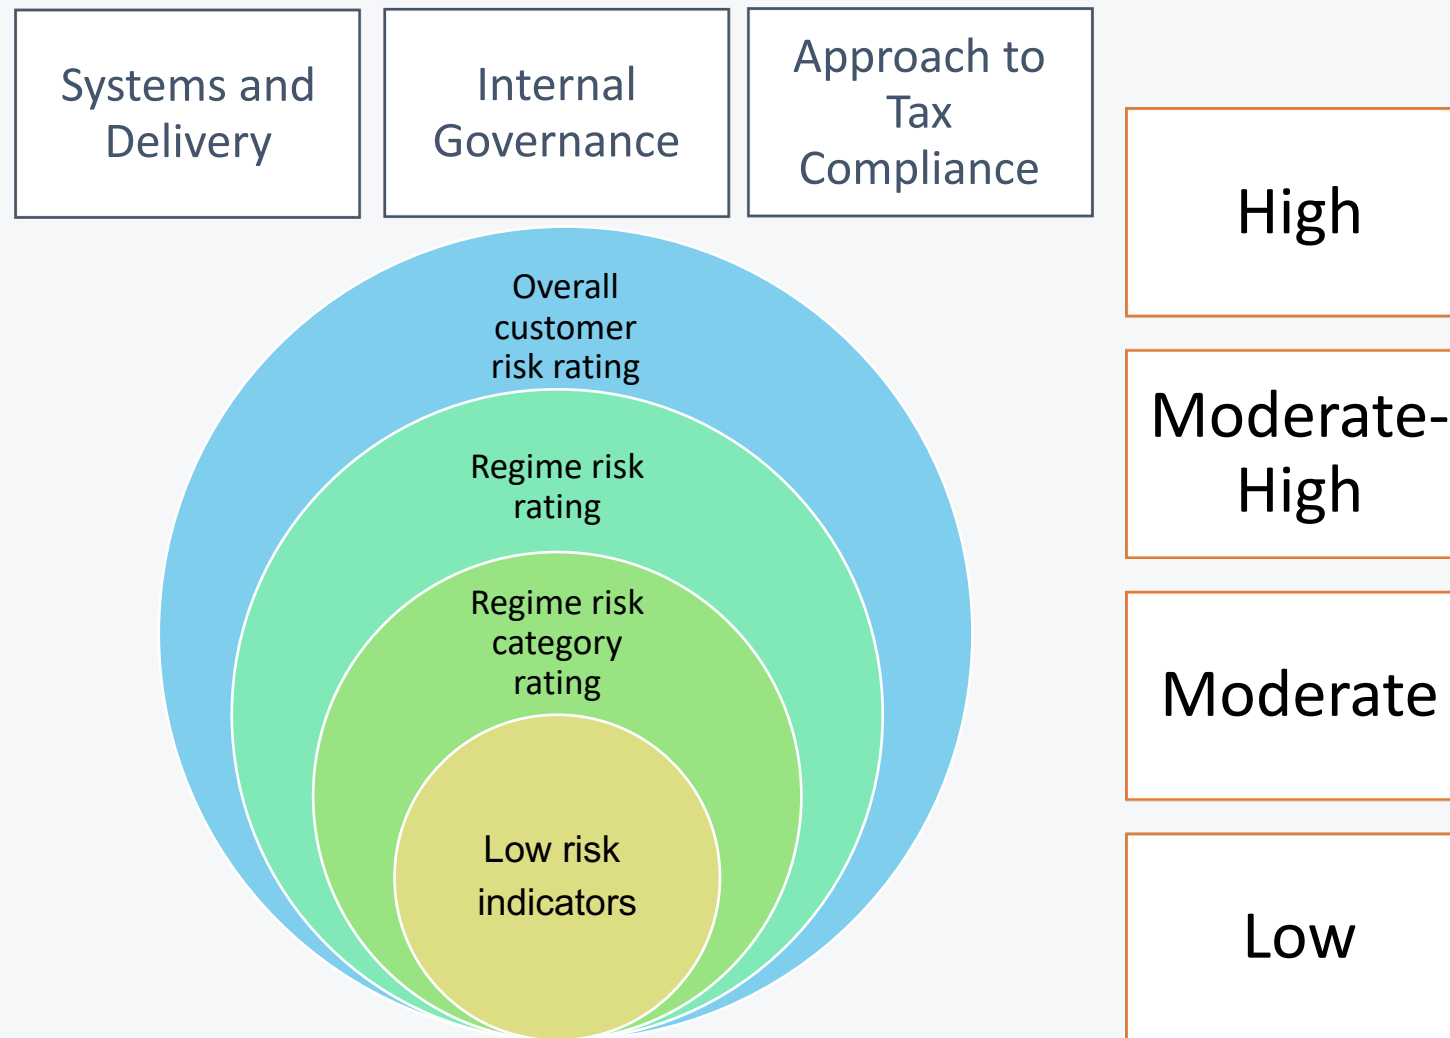 Systems and
Delivery
Internal
Governance
Approach to
Tax
Compliance
Overall
customer
risk rating
Regime risk
rating
Regime risk
category
rating
Low risk
indicators
High
Moderate-
High
Moderate
Low